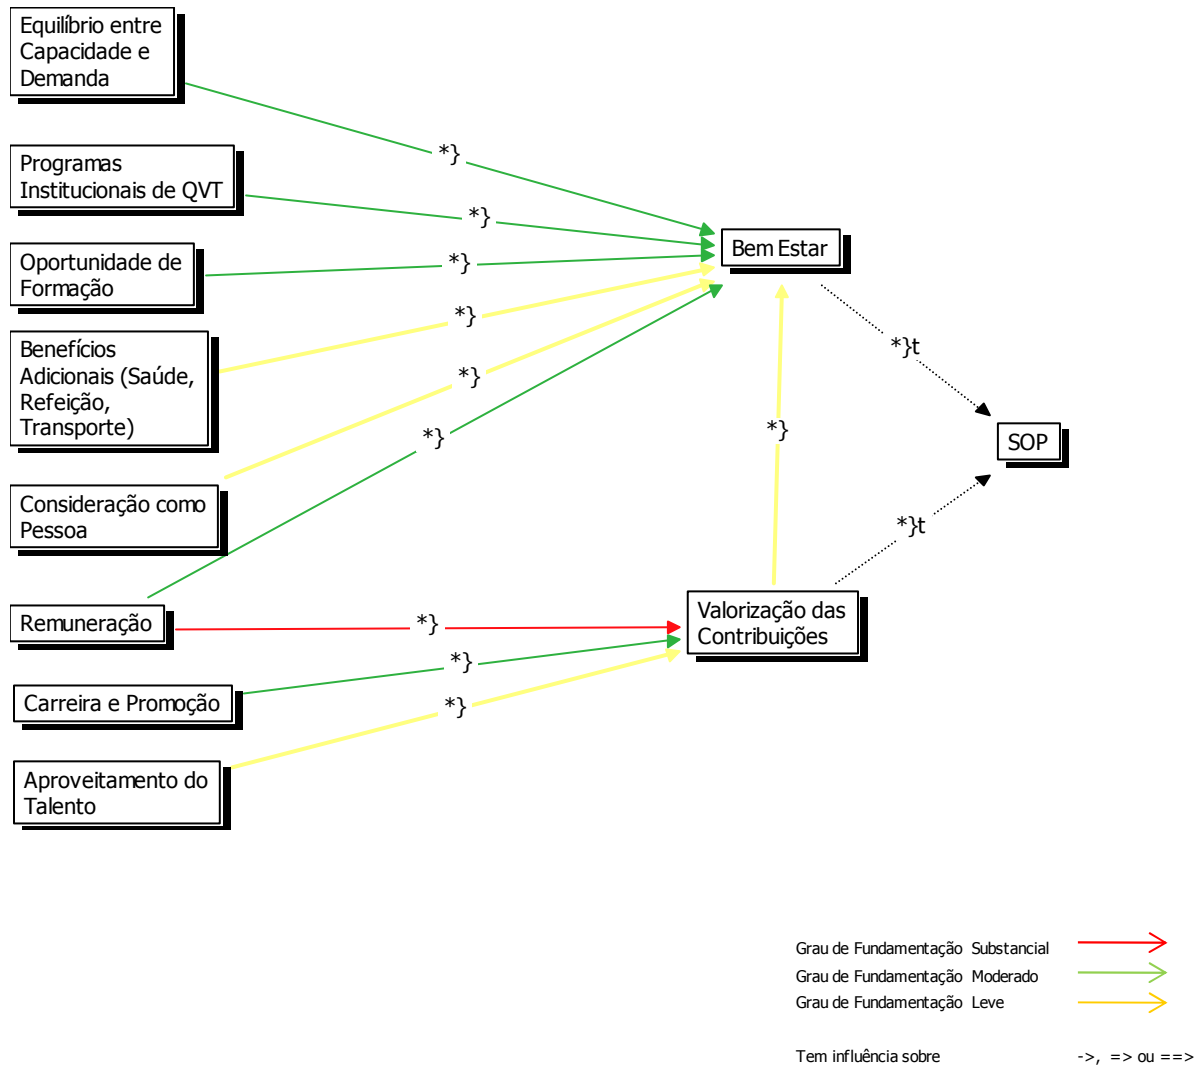 Equilíbrio entre
Capacidade e
Demanda
*}
Programas
Institucionais de QVT
*}
Bem Estar
Oportunidade de
Formação
*}
Benefícios
Adicionais (Saúde,
Refeição,
Transporte)
*}
*}t
*}
*}
*}
SOP
Consideração como
Pessoa
*}t
Remuneração
*}
Valorização das
Contribuições
*}
Carreira e Promoção
*}
Aproveitamento do
Talento
Grau de Fundamentação Substancial
Grau de Fundamentação Moderado
Grau de Fundamentação Leve
Tem influência sobre ->, => ou ==>